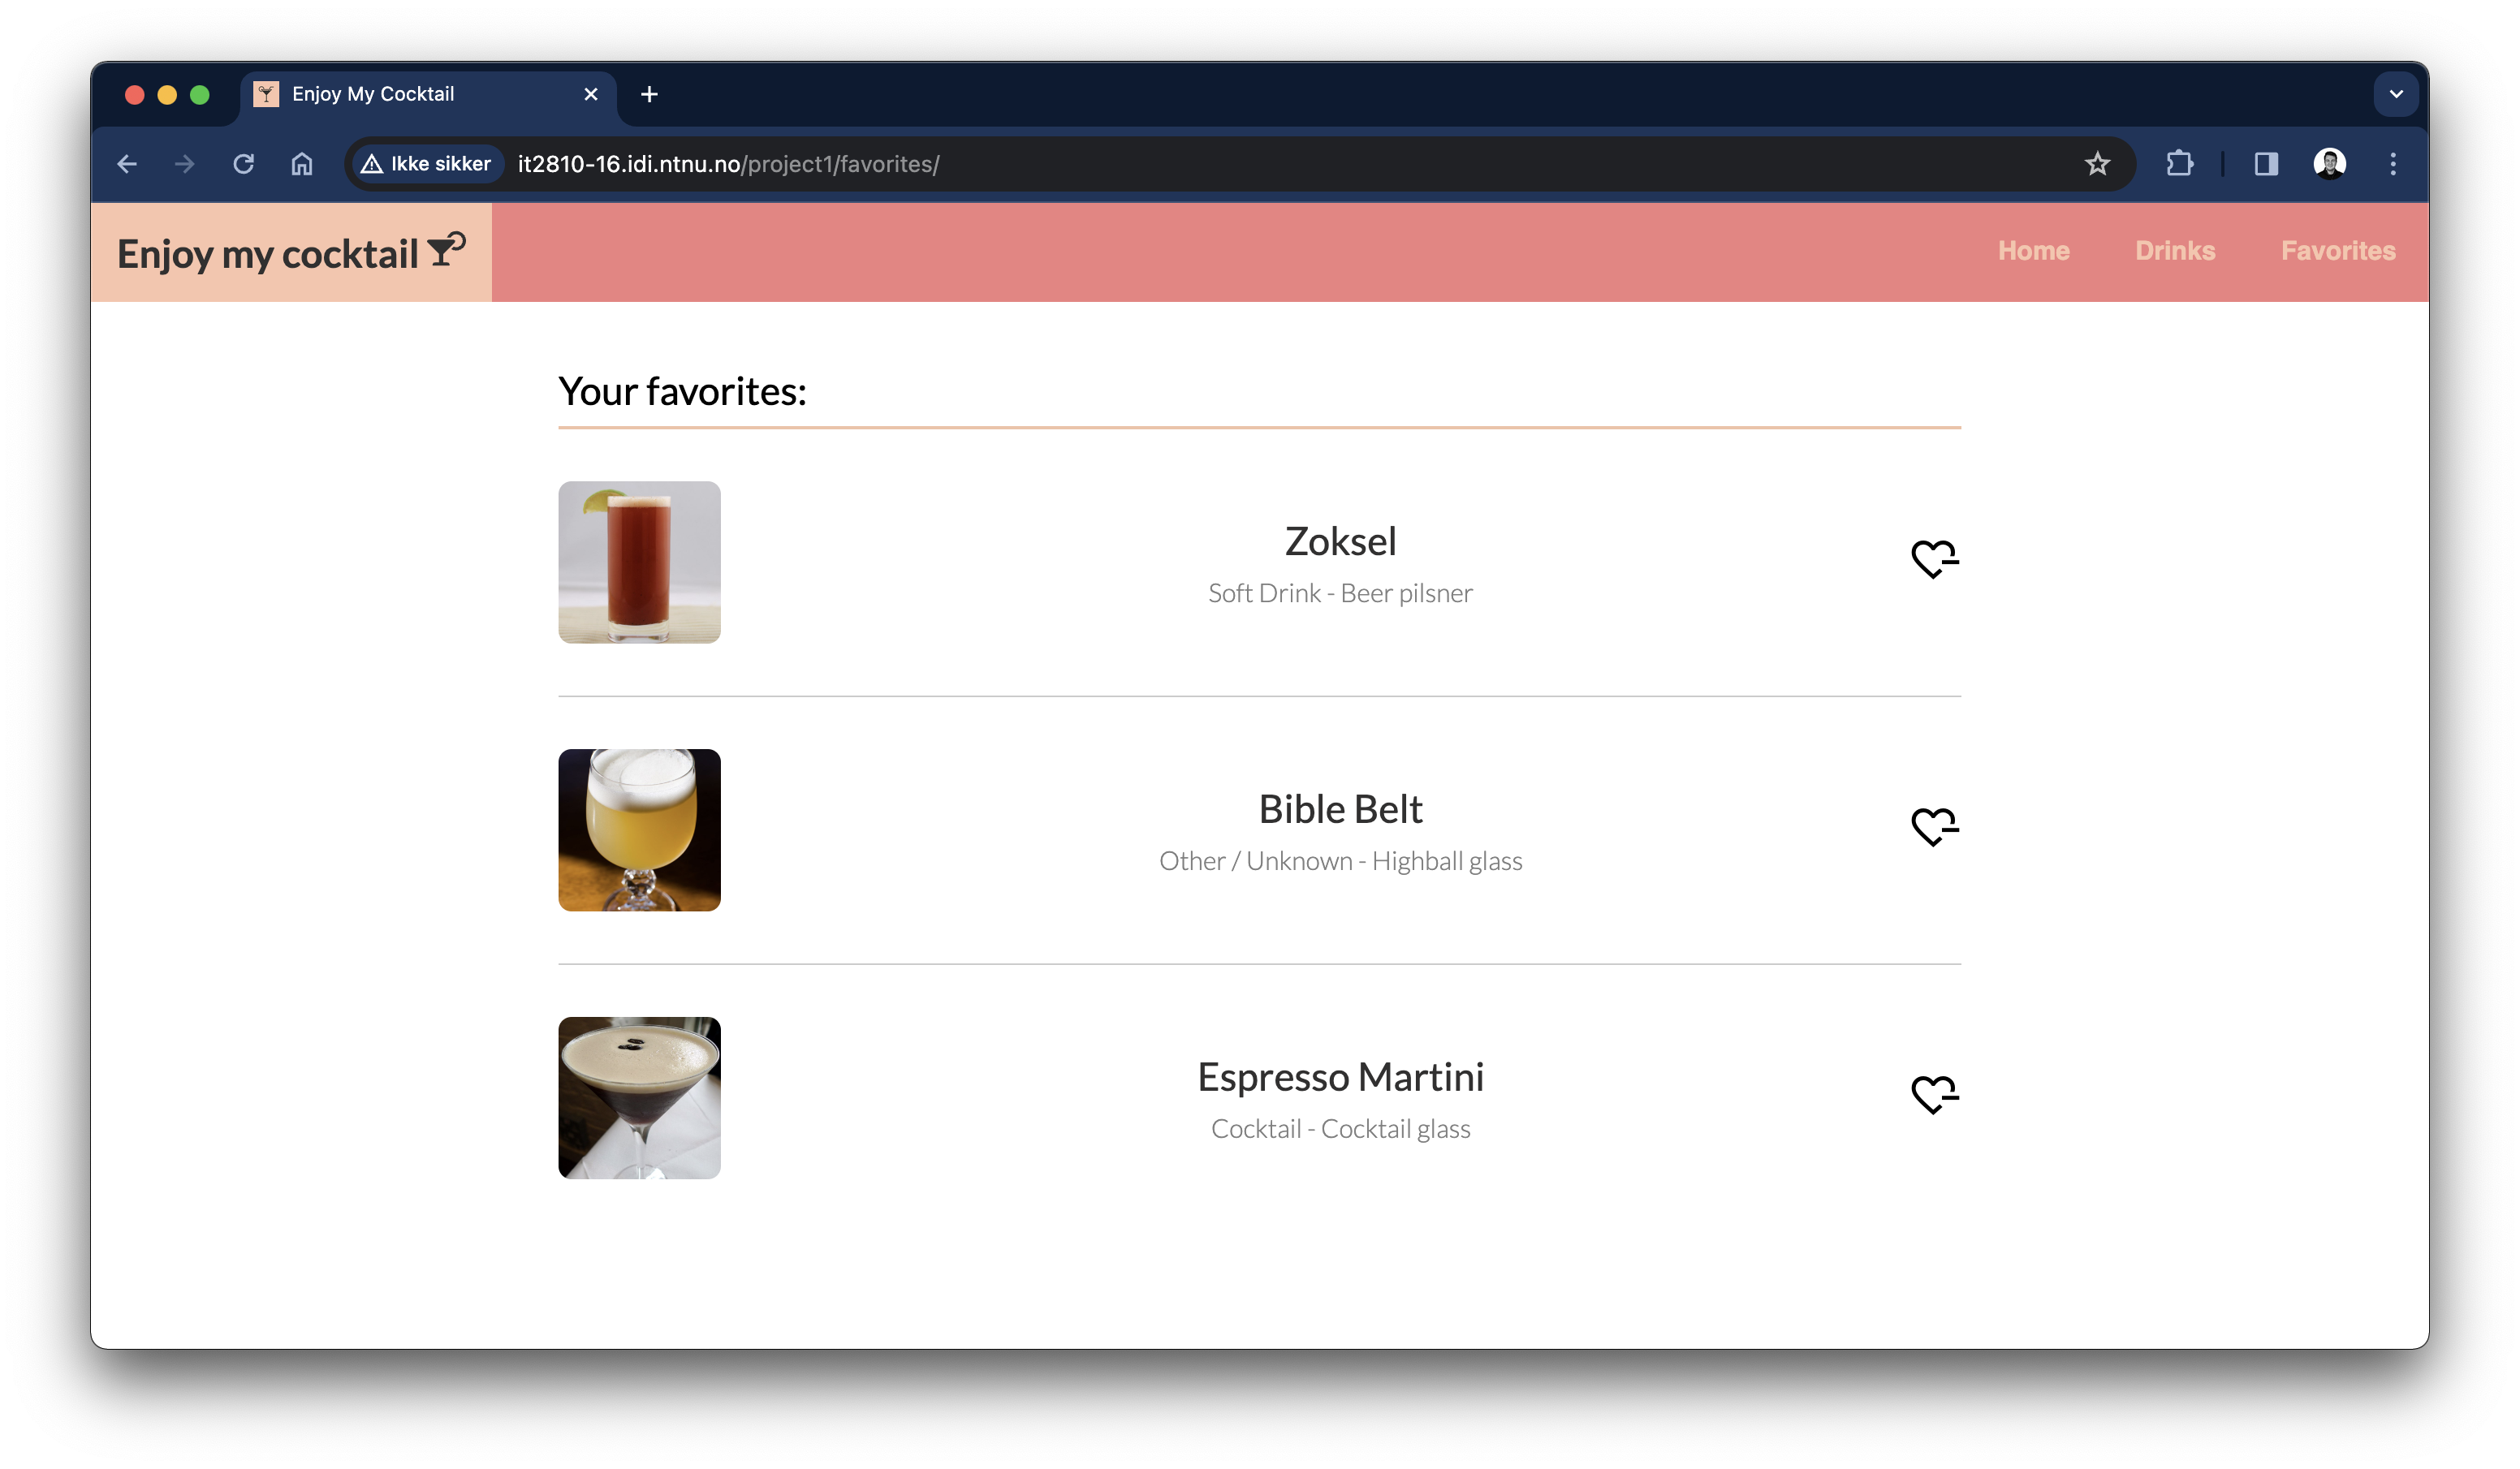 Enjoy My Cocktail
Ikke sikker
it2810-16.idi.ntnu.no/project1/favorites/
Enjoy my cocktail
Home
Drinks
Favorites
Your favorites:
Zoksel
Soft Drink - Beer pilsner
Bible Belt
Other / Unknown - Highball glass
Espresso Martini
Cocktail - Cocktail glass